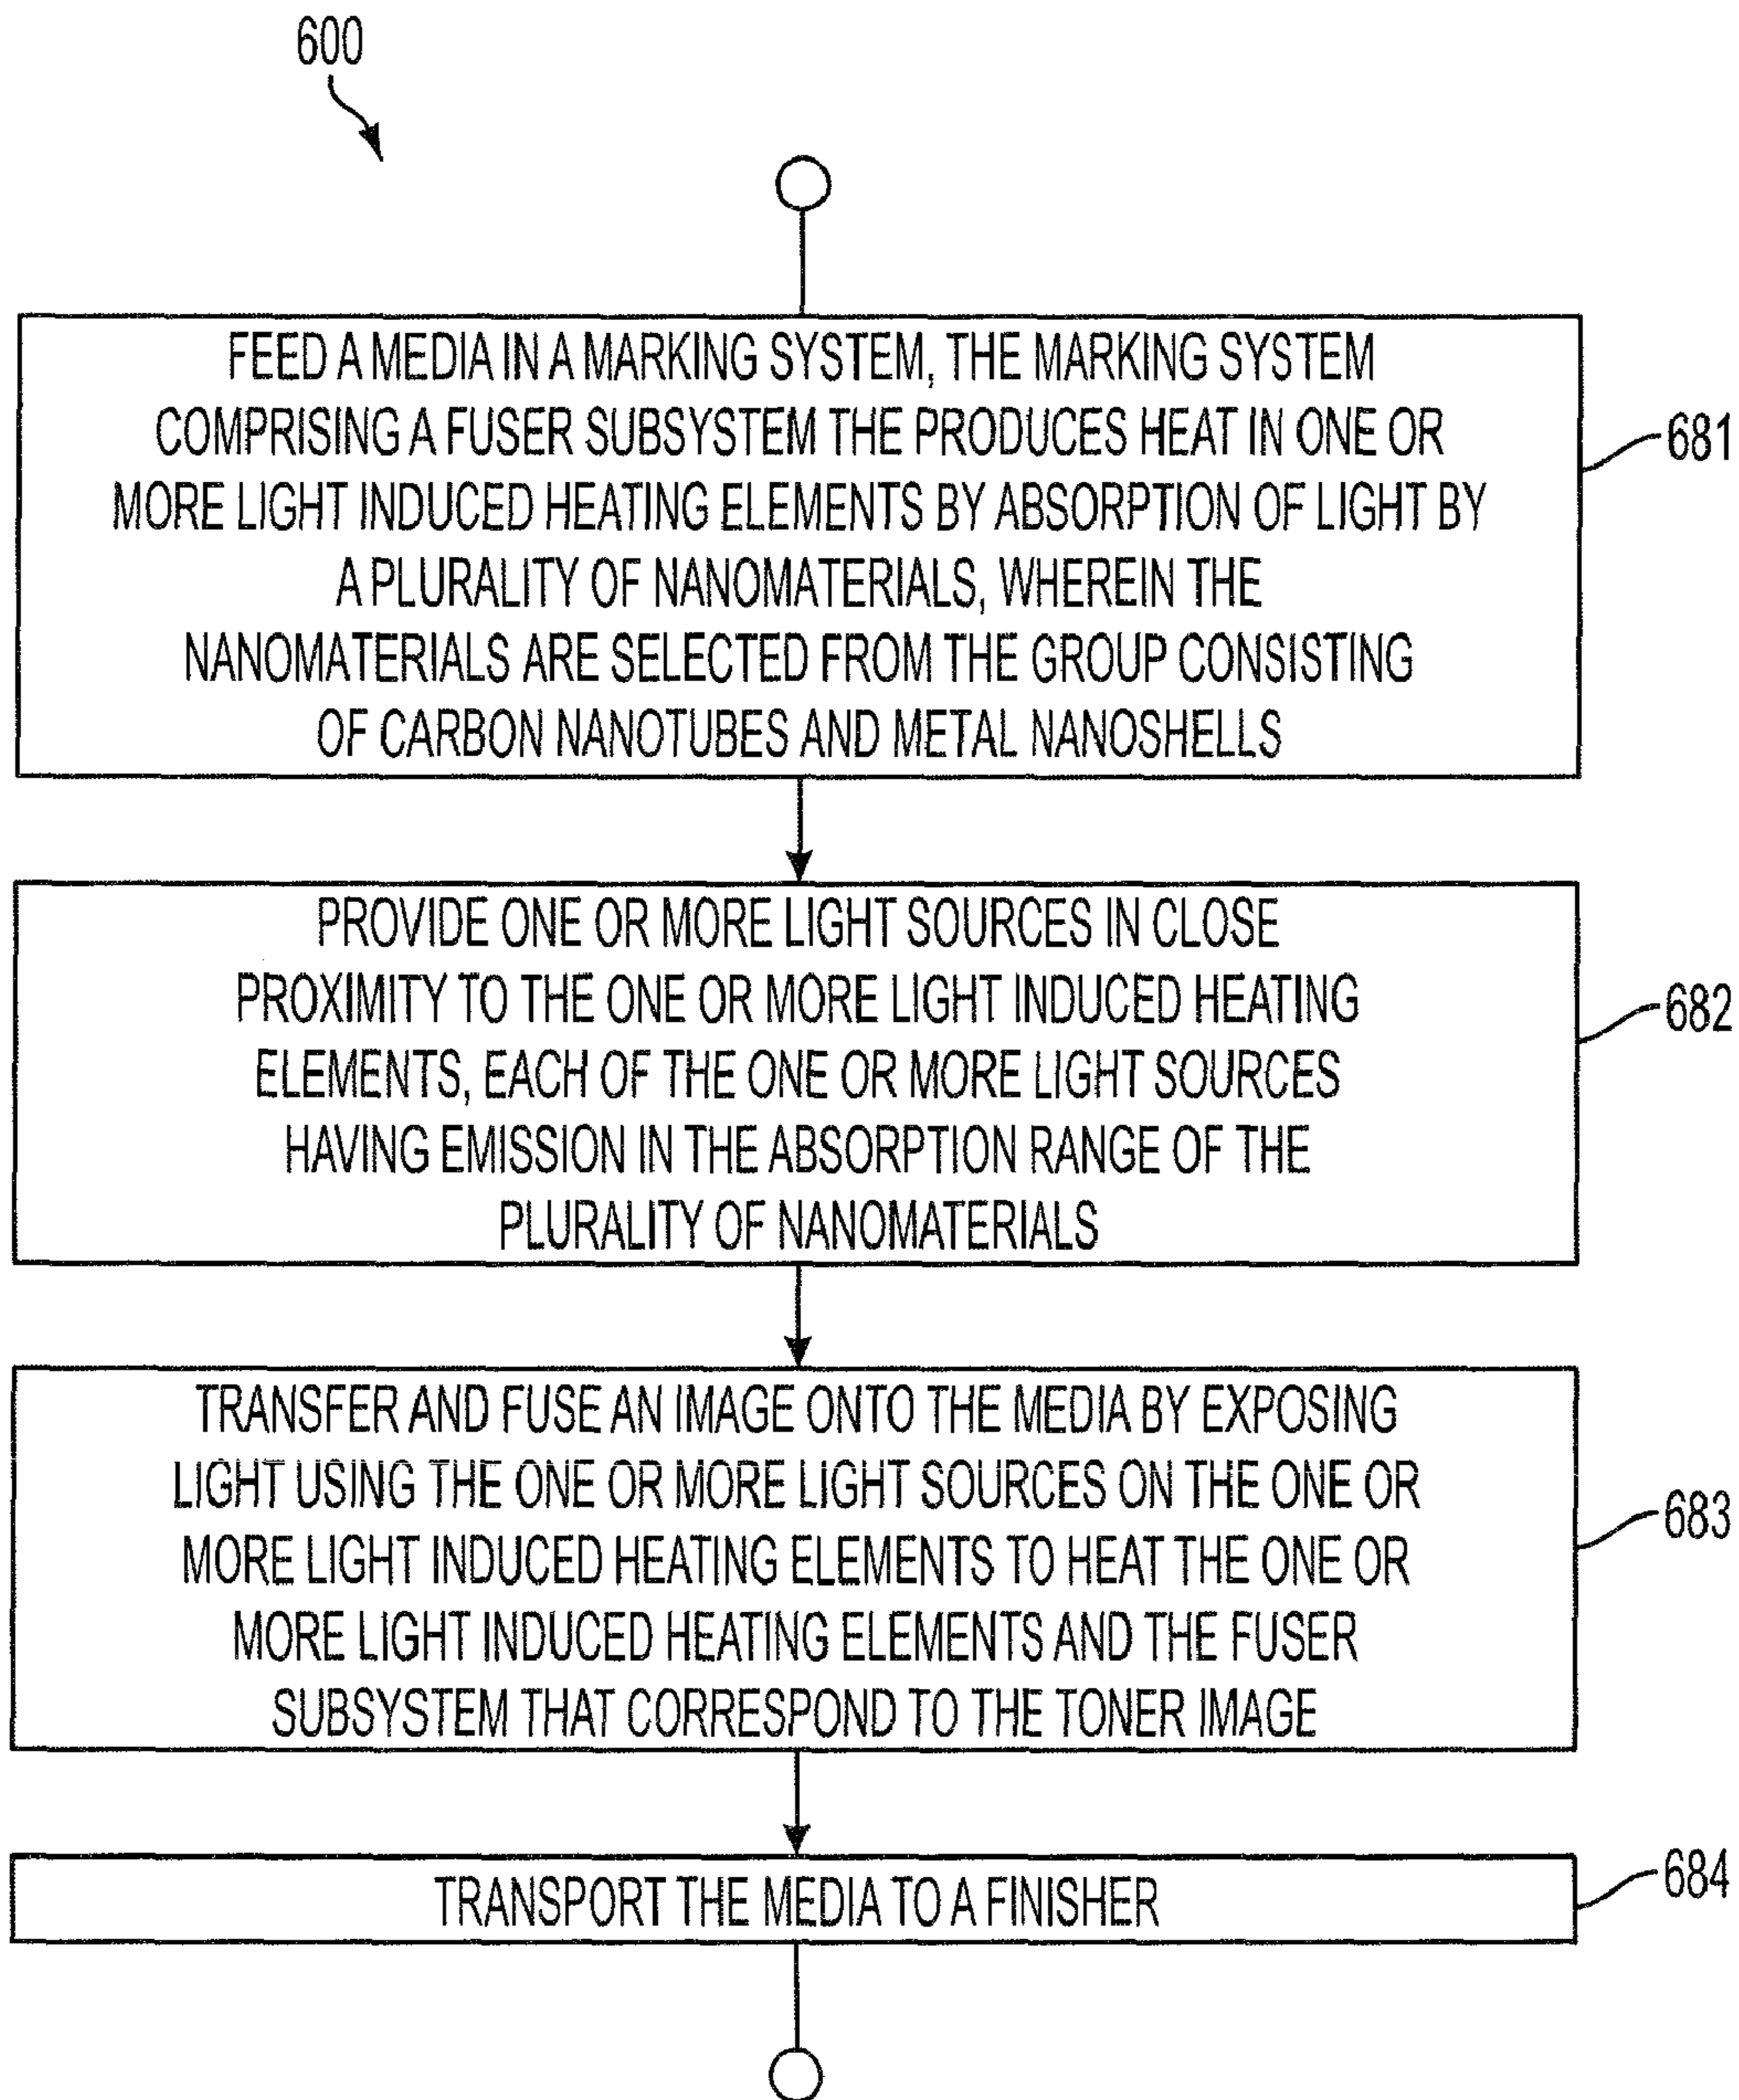 600
FEED A MEDIA IN A MARKING SYSTEM, THE MARKING SYSTEM
COMPRISING A FUSER SUBSYSTEM THE PRODUCES HEAT IN ONE OR
MORE LIGHT INDUCED HEATING ELEMENTS BY ABSORPTION OF LIGHT BY
A PLURALITY OF NANOMATERIALS, WHEREIN THE
NANOMATERIALS ARE SELECTED FROM THE GROUP CONSISTING
OF CARBON NANOTUBES AND METAL NANOSHELLS
681
PROVIDE ONE OR MORE LIGHT SOURCES IN CLOSE
PROXIMITY TO THE ONE OR MORE LIGHT INDUCED HEATING
ELEMENTS, EACH OF THE ONE OR MORE LIGHT SOURCES
HAVING EMISSION IN THE ABSORPTION RANGE OF THE
PLURALITY OF NANOMATERIALS
682
TRANSFER AND FUSE AN IMAGE ONTO THE MEDIA BY EXPOSING
LIGHT USING THE ONE OR MORE LIGHT SOURCES ON THE ONE OR
MORE LIGHT INDUCED HEATING ELEMENTS TO HEAT THE ONE OR
MORE LIGHT INDUCED HEATING ELEMENTS AND THE FUSER
SUBSYSTEM THAT CORRESPOND TO THE TONER IMAGE
683
TRANSPORT THE MEDIA TO A FINISHER
684